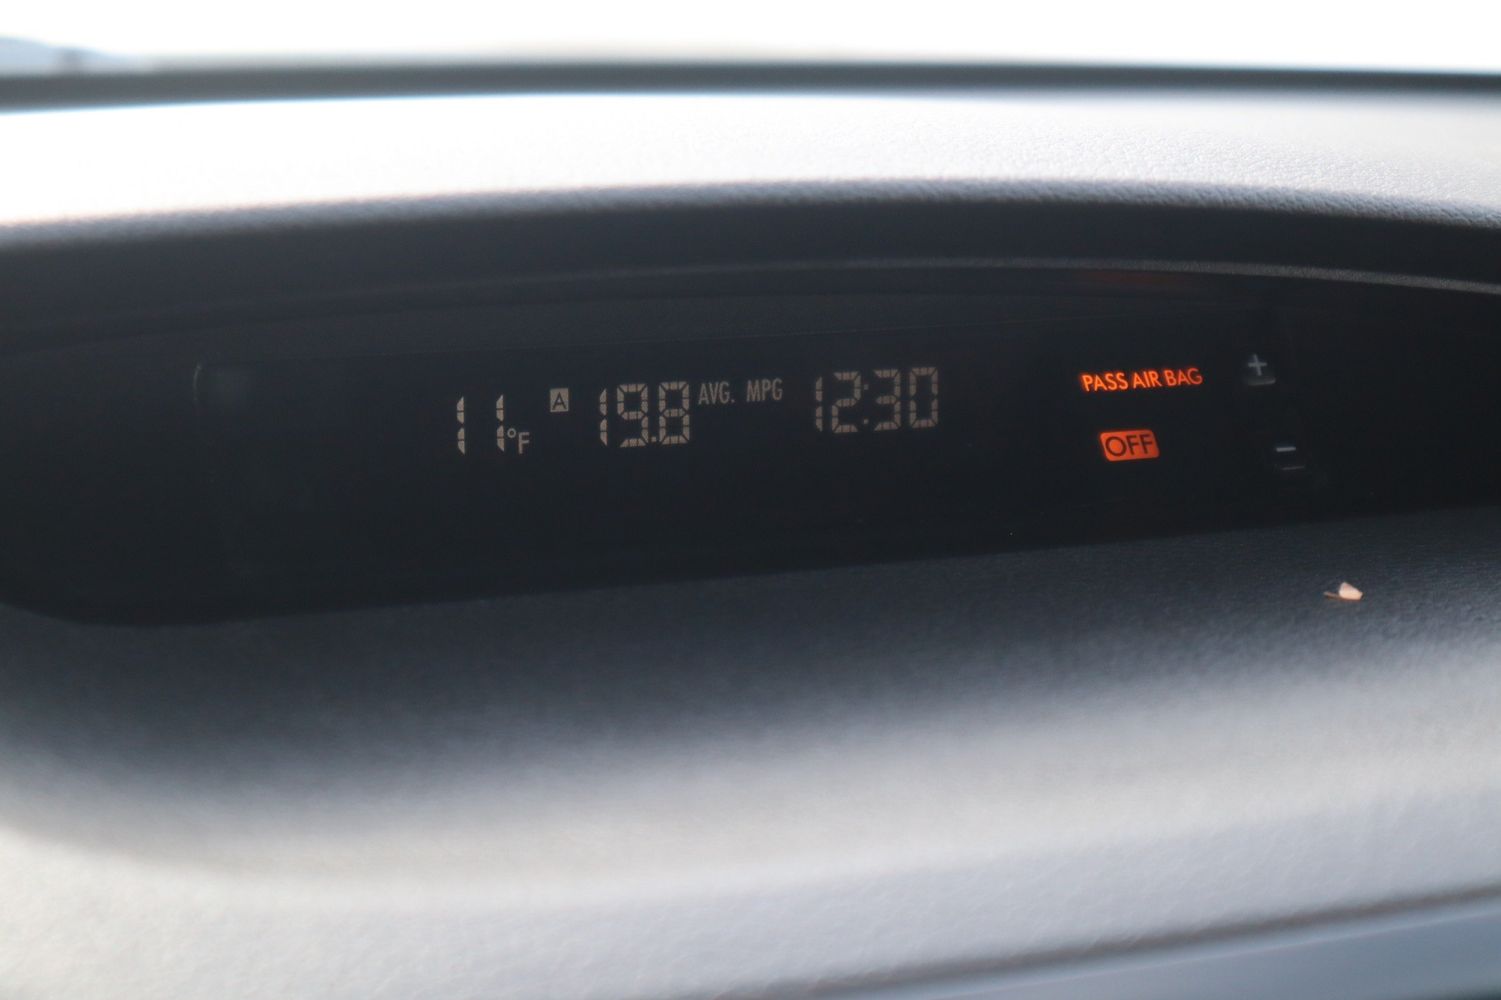 11°F A 19.8 AVG. MPG 12:30 PASS AIR BAG +
OFF -